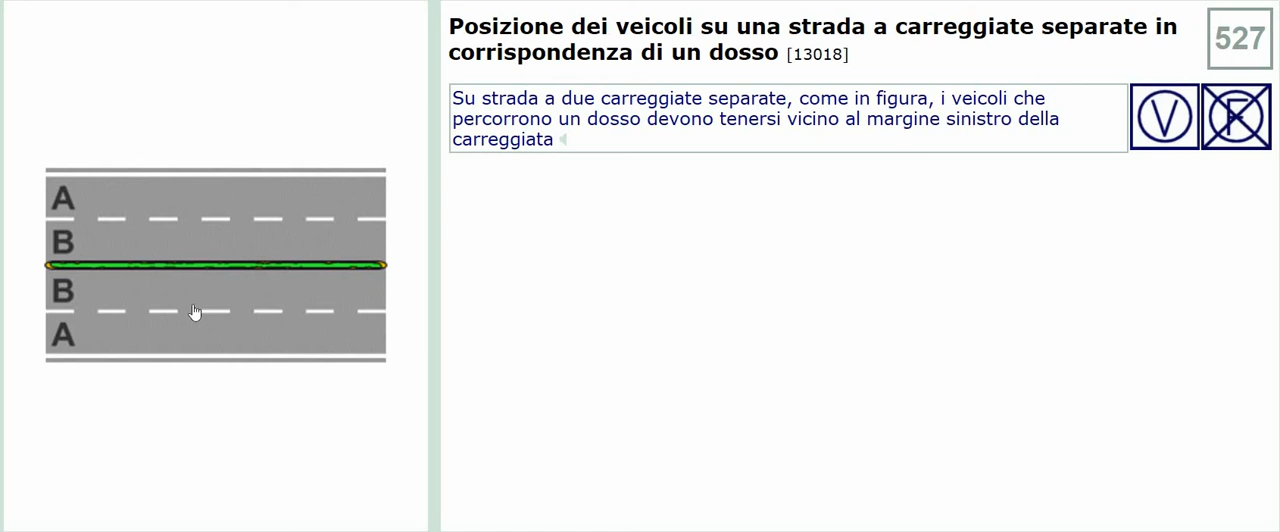 Posizione dei veicoli su una strada a carreggiate separate in
corrispondenza di un dosso [13018]
527
Su strada a due carreggiate separate, come in figura, i veicoli che
percorrono un dosso devono tenersi vicino al margine sinistro della
carreggiata
V
F
A
B
B
A